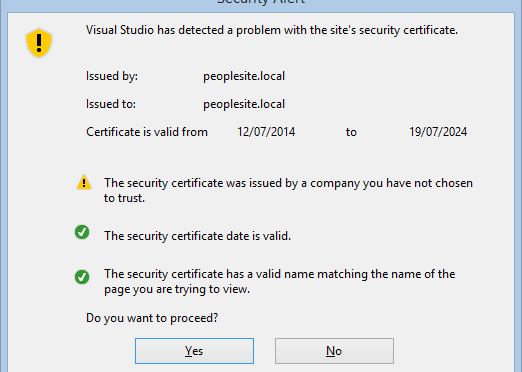 Security Alert
Visual Studio has detected a problem with the site's security certificate.
Issued by: peoplesite.local
Issued to: peoplesite.local
Certificate is valid from 12/07/2014 to 19/07/2024
The security certificate was issued by a company you have not chosen
to trust.
The security certificate date is valid.
The security certificate has a valid name matching the name of the
page you are trying to view.
Do you want to proceed?
Yes No